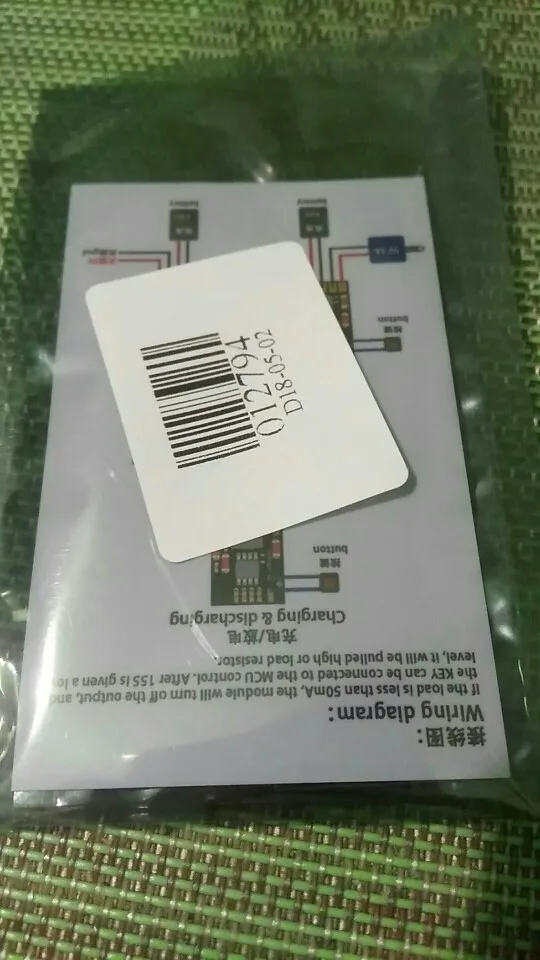 接线图：
Wiring diagram:
If the load is less than 50mA, the module will turn off the output, and
the KEY can be connected to the MCU control. After 15S is given a lo
level, it will be pulled high or load resistor.
充电/放电
Charging & discharging
按键
button
按键
button
battery
battery
012794
D18-05-02